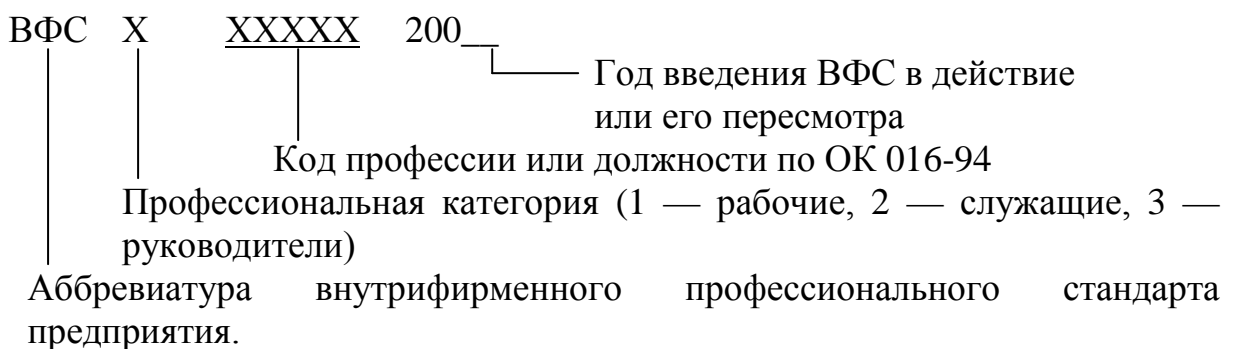 ВФС Х ХХХХХ 200__
Год введения ВФС в действие
или его пересмотра
Код профессии или должности по ОК 016-94
Профессиональная категория (1 — рабочие, 2 — служащие, 3 —
руководители)
Аббревиатура внутрифирменного профессионального стандарта
предприятия.